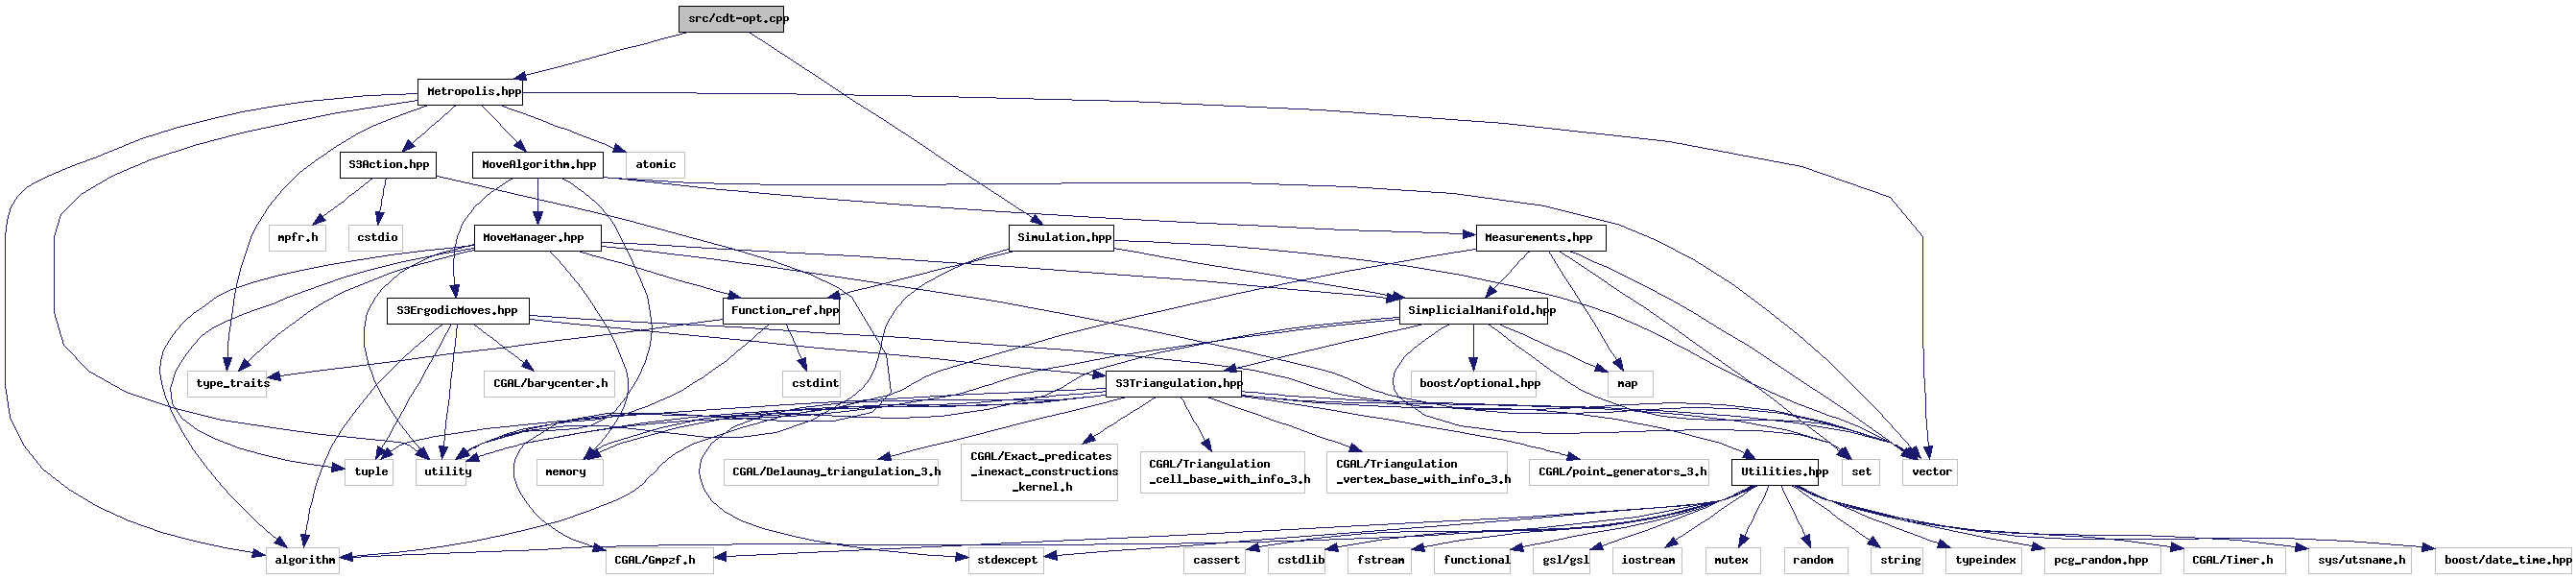 src/cdt-opt.cpp
Metropolis.hpp
S3Action.hpp
MoveAlgorithm.hpp
atomic
mpfr.h
cstdio
MoveManager.hpp
Simulation.hpp
Measurements.hpp
S3ErgodicMoves.hpp
Function_ref.hpp
SimplicialManifold.hpp
type_traits
CGAL/barycenter.h
cstdint
S3Triangulation.hpp
boost/optional.hpp
map
tuple
utility
memory
CGAL/Delaunay_triangulation_3.h
CGAL/Exact_predicates
_inexact_constructions
_kernel.h
CGAL/Triangulation
_cell_base_with_info_3.h
CGAL/Triangulation
_vertex_base_with_info_3.h
CGAL/point_generators_3.h
Utilities.hpp
set
vector
algorithm
CGAL/Gmpzf.h
stdexcept
cassert
cstdlib
fstream
functional
gsl/gsl
iostream
mutex
random
string
typeindex
pcg_random.hpp
CGAL/Timer.h
sys/utsname.h
boost/date_time.hpp